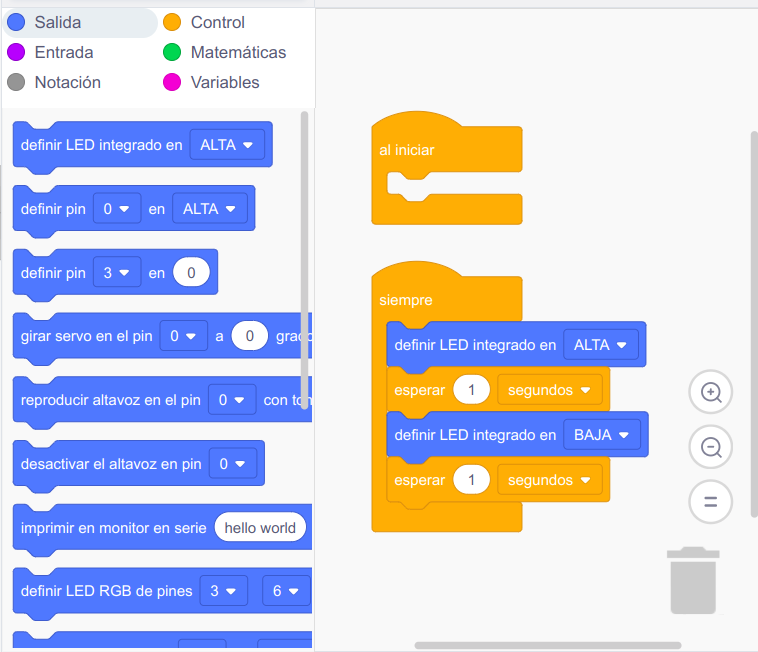 Salida
Control
Entrada
Matemáticas
Notación
Variables
definir LED integrado en ALTA
definir pin 0 en ALTA
definir pin 3 en 0
girar servo en el pin 0 a 0
reproducir altavoz en el pin 0 con
desactivar el altavoz en pin 0
imprimir en monitor en serie hello world
definir LED RGB de pines 3 6
al iniciar
siempre
definir LED integrado en ALTA
esperar 1 segundos
definir LED integrado en BAJA
esperar 1 segundos